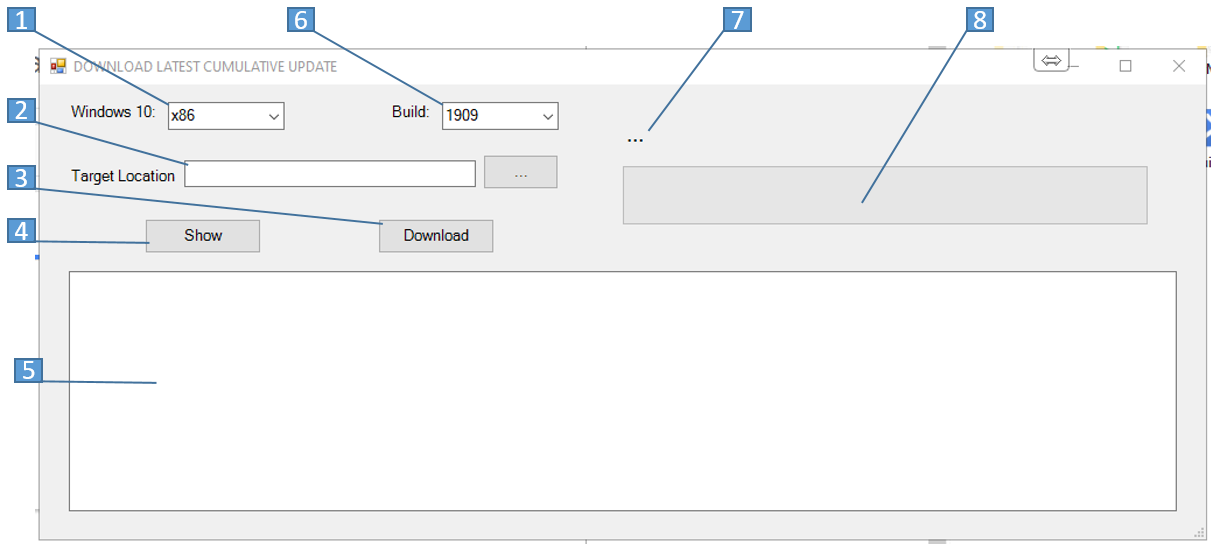 1
6
7
8
DOWNLOAD LATEST CUMULATIVE UPDATE
2
Windows 10:
x86
Build:
1909
...
3
Target Location
...
4
Show
Download
5